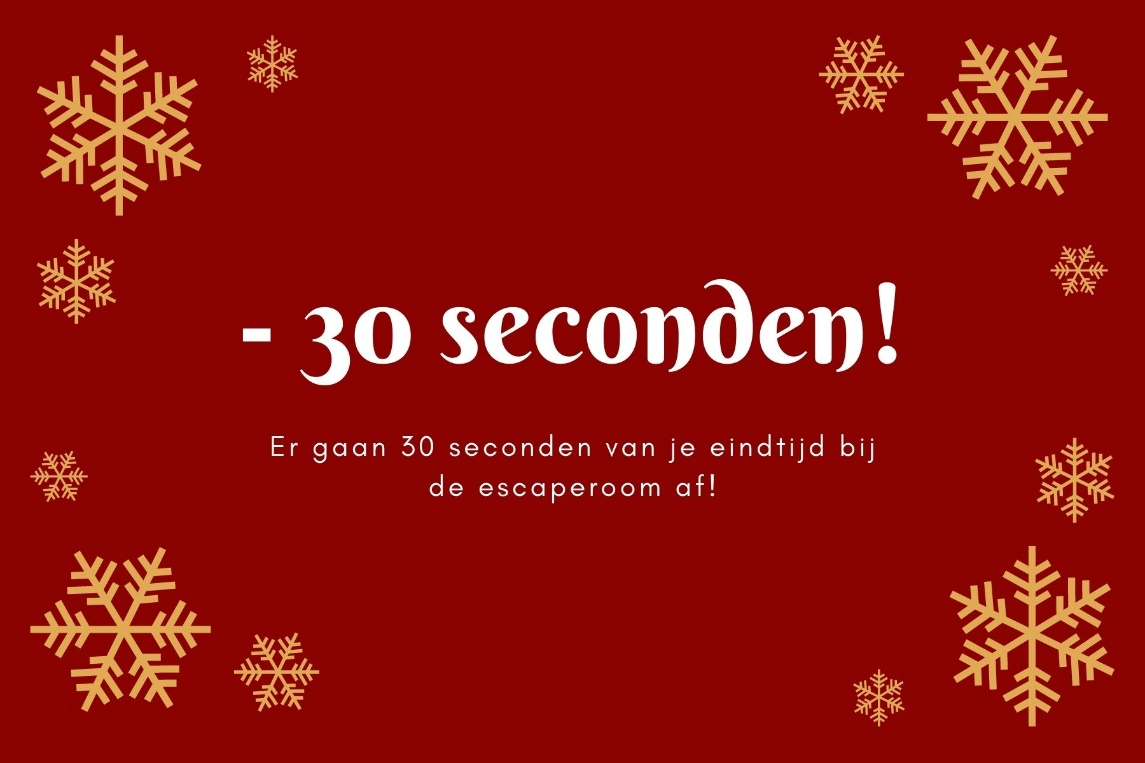 - 30 seconden!
Er gaan 30 seconden van je eindtijd bij
de escaperoom af!